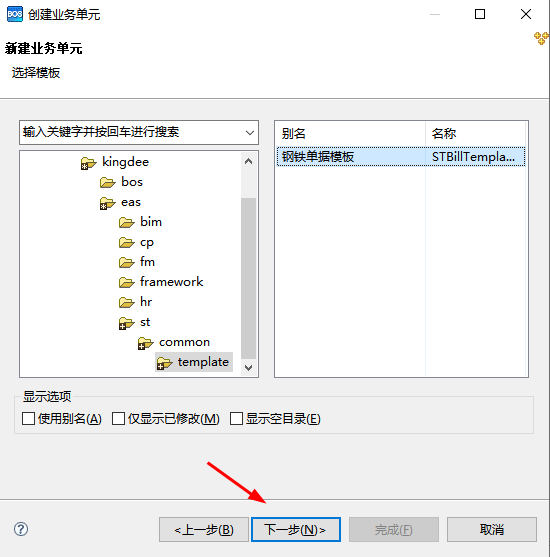 BOS 创建业务单元
新建业务单元
选择模板
输入关键字并按回车进行搜索
kingdee
bos
eas
bim
cp
fm
framework
hr
st
common
template
别名 名称
钢铁单据模板 STBillTempla...
显示选项
使用别名(A) 仅显示已修改(M) 显示空目录(E)
? <上一步(B) 下一步(N)> 完成(F) 取消